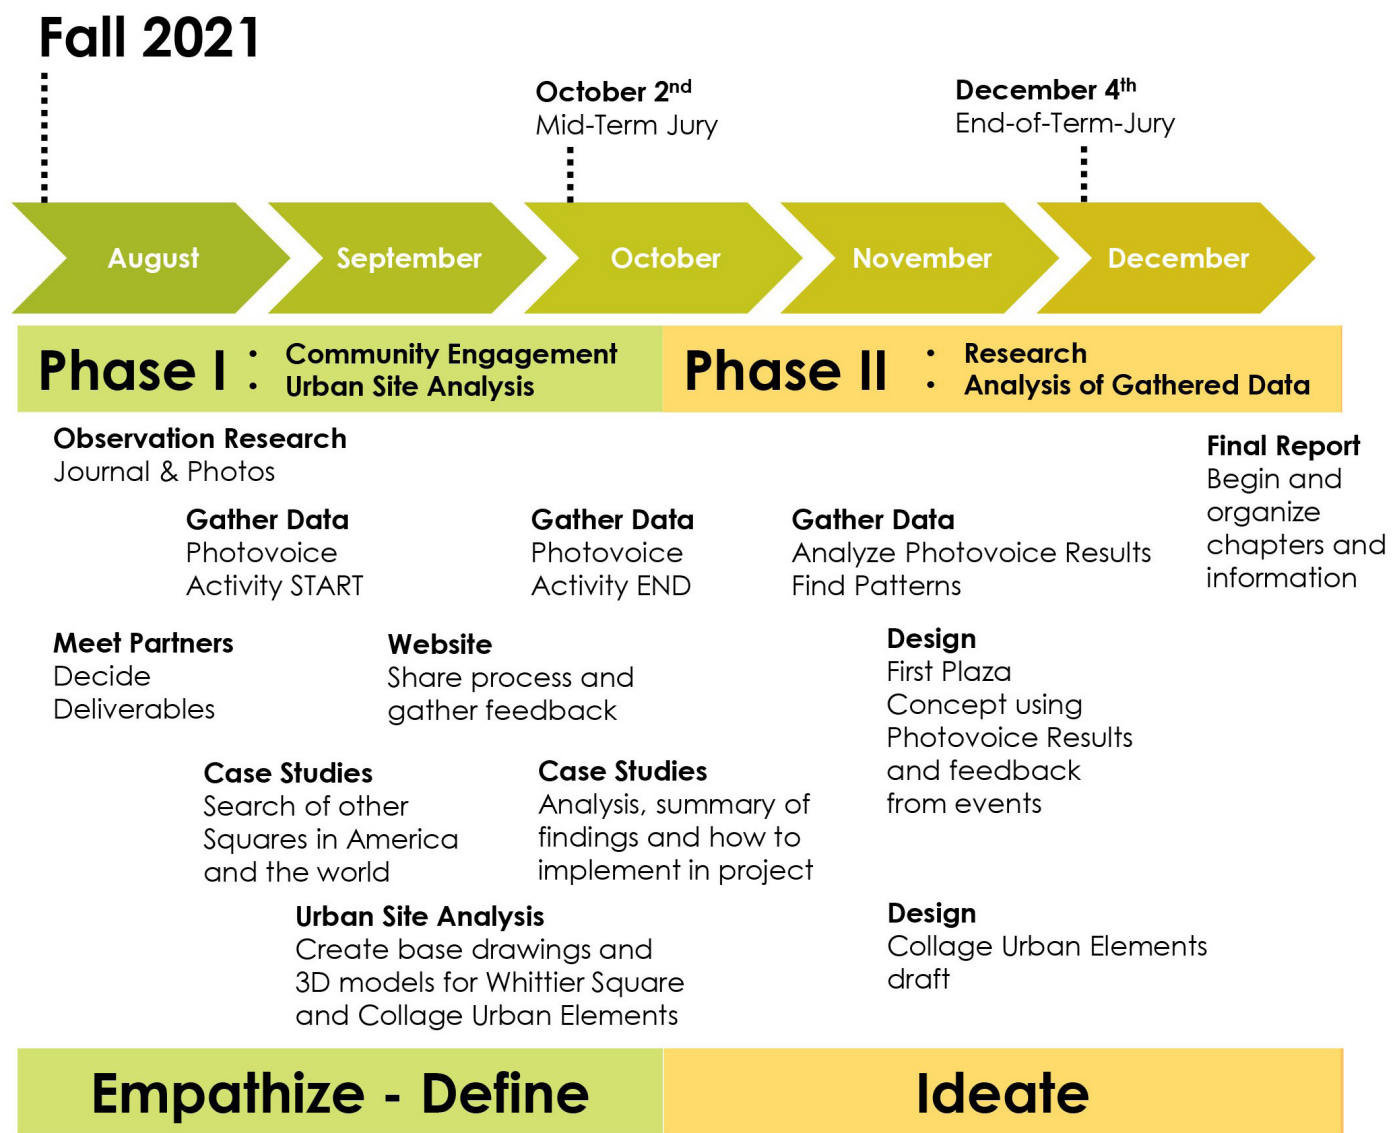 Fall 2021
October 2nd
Mid-Term Jury
December 4th
End-of-Term-Jury
August
September
October
November
December
Phase I :
• Community Engagement
• Urban Site Analysis
Phase II
• Research
• Analysis of Gathered Data
Observation Research
Journal & Photos
Gather Data
Photovoice
Activity START
Gather Data
Photovoice
Activity END
Gather Data
Analyze Photovoice Results
Find Patterns
Final Report
Begin and
organize
chapters and
information
Meet Partners
Decide
Deliverables
Website
Share process and
gather feedback
Design
First Plaza
Concept using
Photovoice Results
and feedback
from events
Case Studies
Search of other
Squares in America
and the world
Case Studies
Analysis, summary of
findings and how to
implement in project
Urban Site Analysis
Create base drawings and
3D models for Whittier Square
and Collage Urban Elements
Design
Collage Urban Elements
draft
Empathize - Define
Ideate